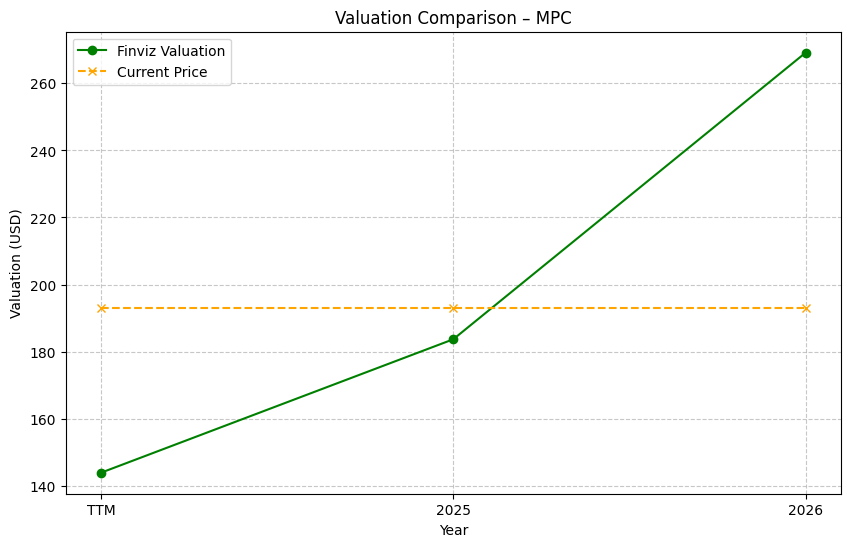 Valuation Comparison – MPC
Finviz Valuation
Current Price
Valuation (USD)
260
240
220
200
180
160
140
TTM
2025
2026
Year